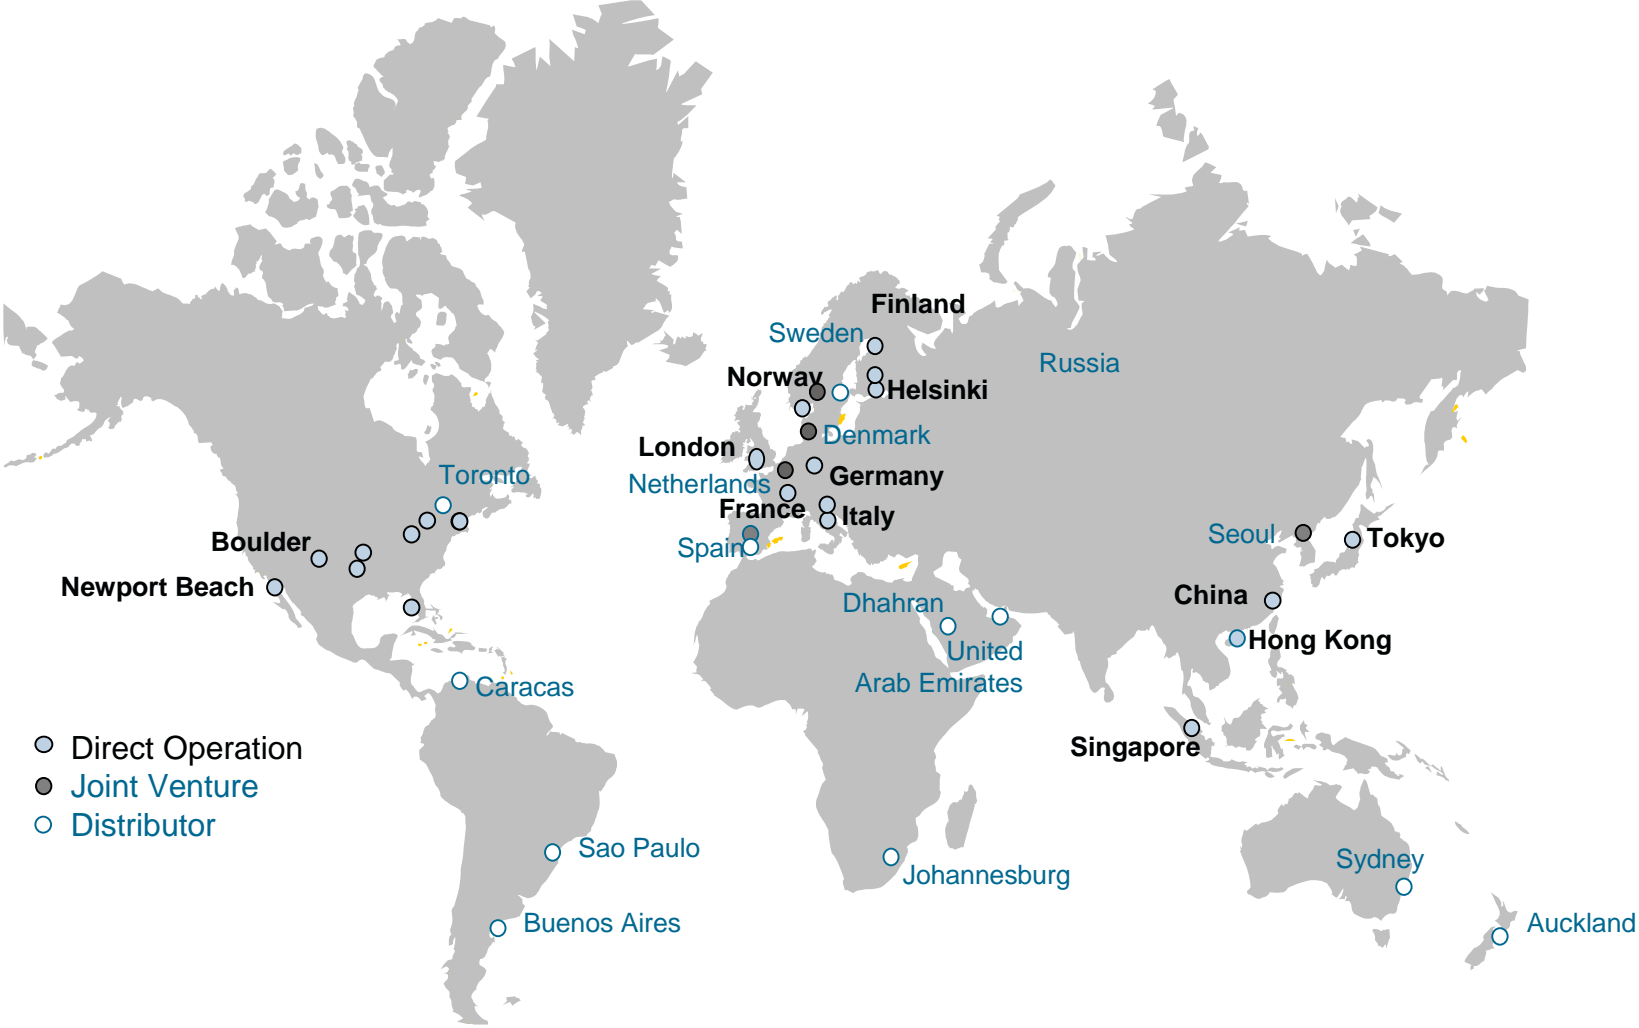 Finland
Sweden
Russia
Norway
Helsinki
Denmark
London
Germany
Netherlands
Toronto
France
Italy
Boulder
Spain
Seoul
Tokyo
Newport Beach
China
Dhahran
Hong Kong
United
Arab Emirates
Caracas
Singapore
Direct Operation
Joint Venture
Distributor
Sao Paulo
Johannesburg
Sydney
Buenos Aires
Auckland